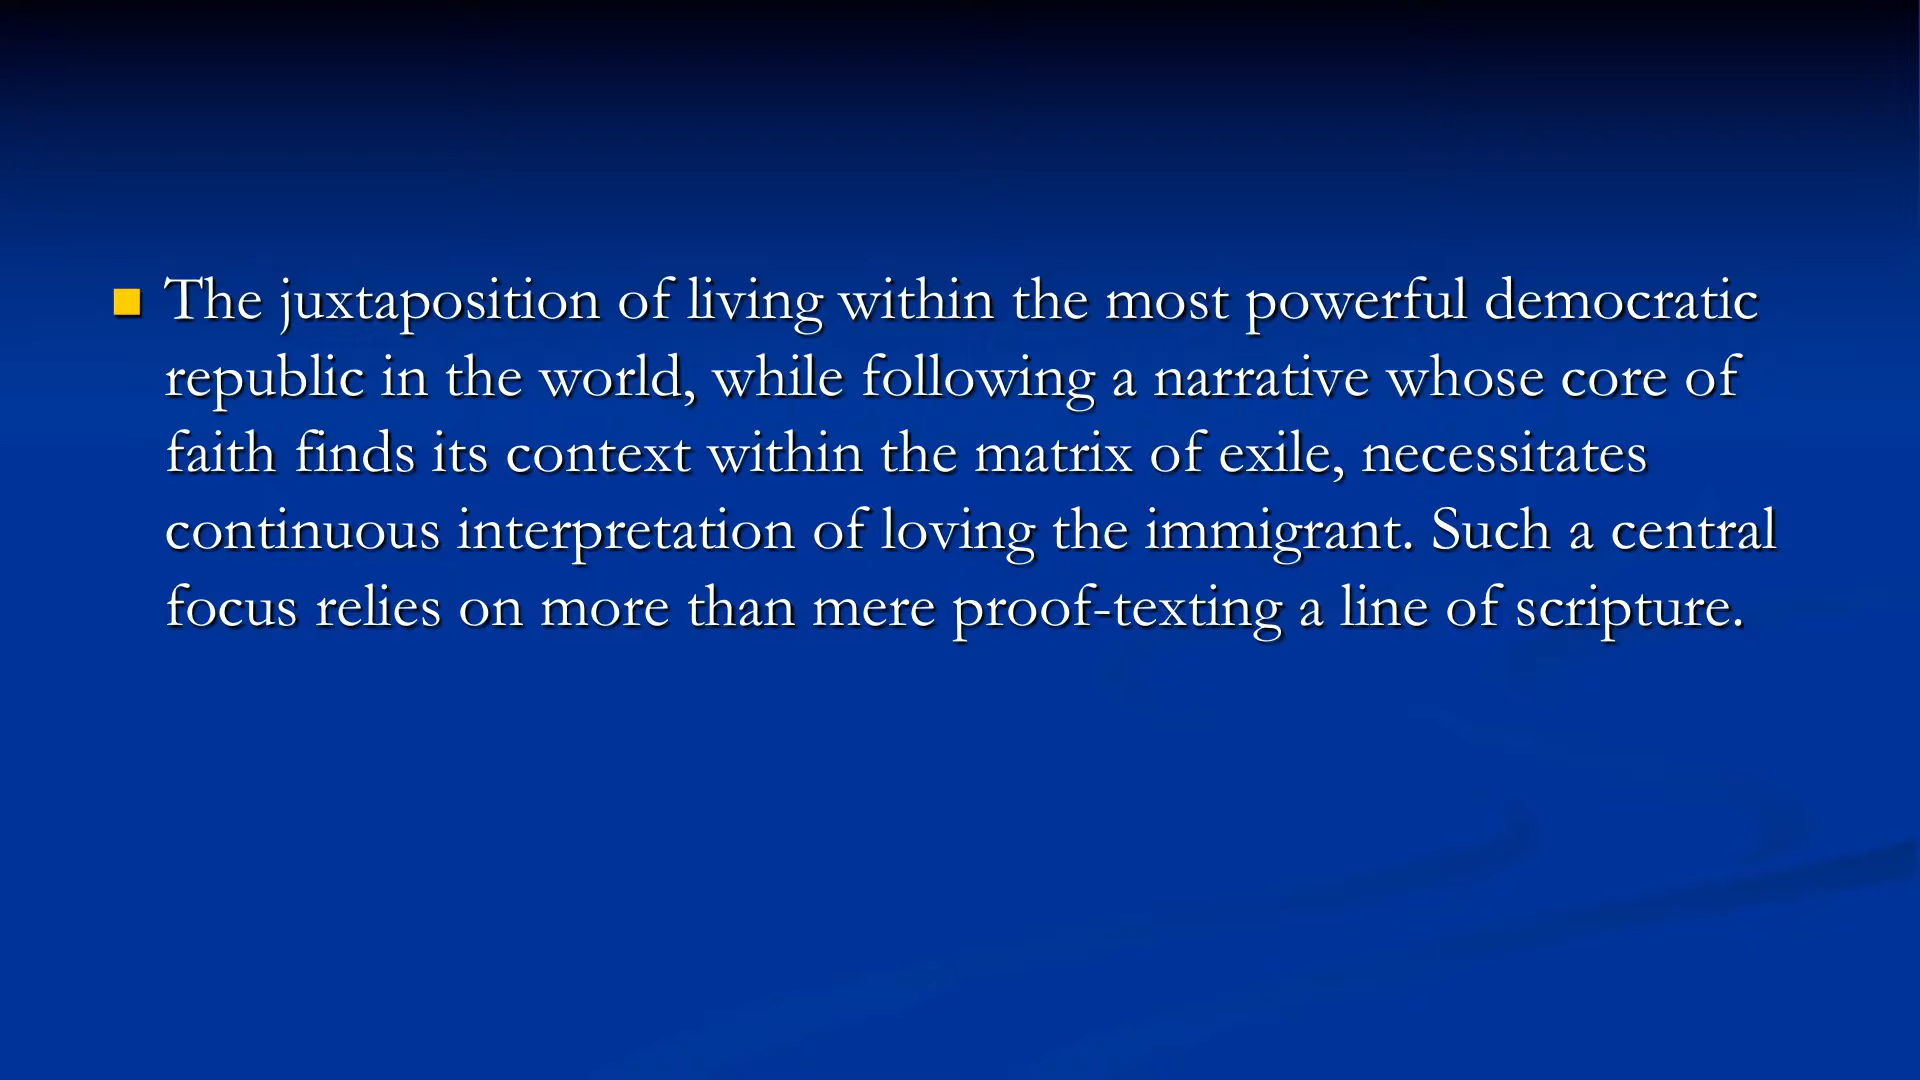 The juxtaposition of living within the most powerful democratic
republic in the world, while following a narrative whose core of
faith finds its context within the matrix of exile, necessitates
continuous interpretation of loving the immigrant. Such a central
focus relies on more than mere proof-texting a line of scripture.